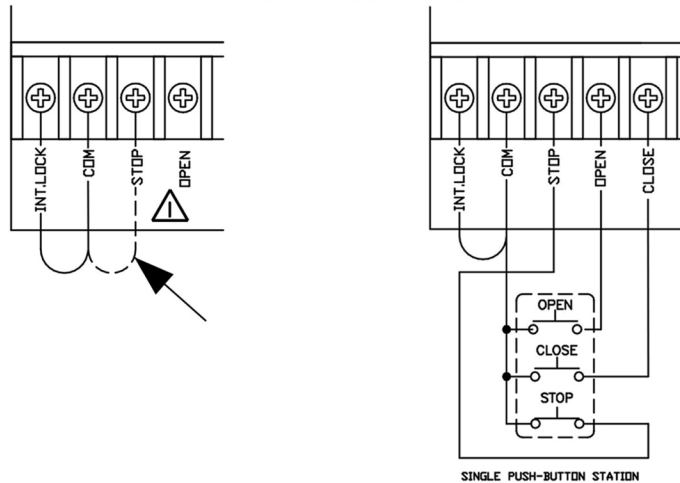 INT.LOCK
COM
STOP
OPEN
INT.LOCK
COM
STOP
OPEN
CLOSE
OPEN
CLOSE
STOP
SINGLE PUSH-BUTTON STATION